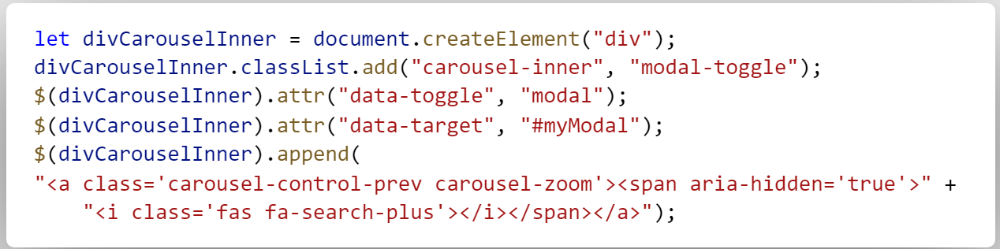 let divCarouselInner = document.createElement("div");
divCarouselInner.classList.add("carousel-inner", "modal-toggle");
$(divCarouselInner).attr("data-toggle", "modal");
$(divCarouselInner).attr("data-target", "#myModal");
$(divCarouselInner).append(
"<a class='carousel-control-prev carousel-zoom'><span aria-hidden='true'>" +
    "<i class='fas fa-search-plus'></i></span></a>");